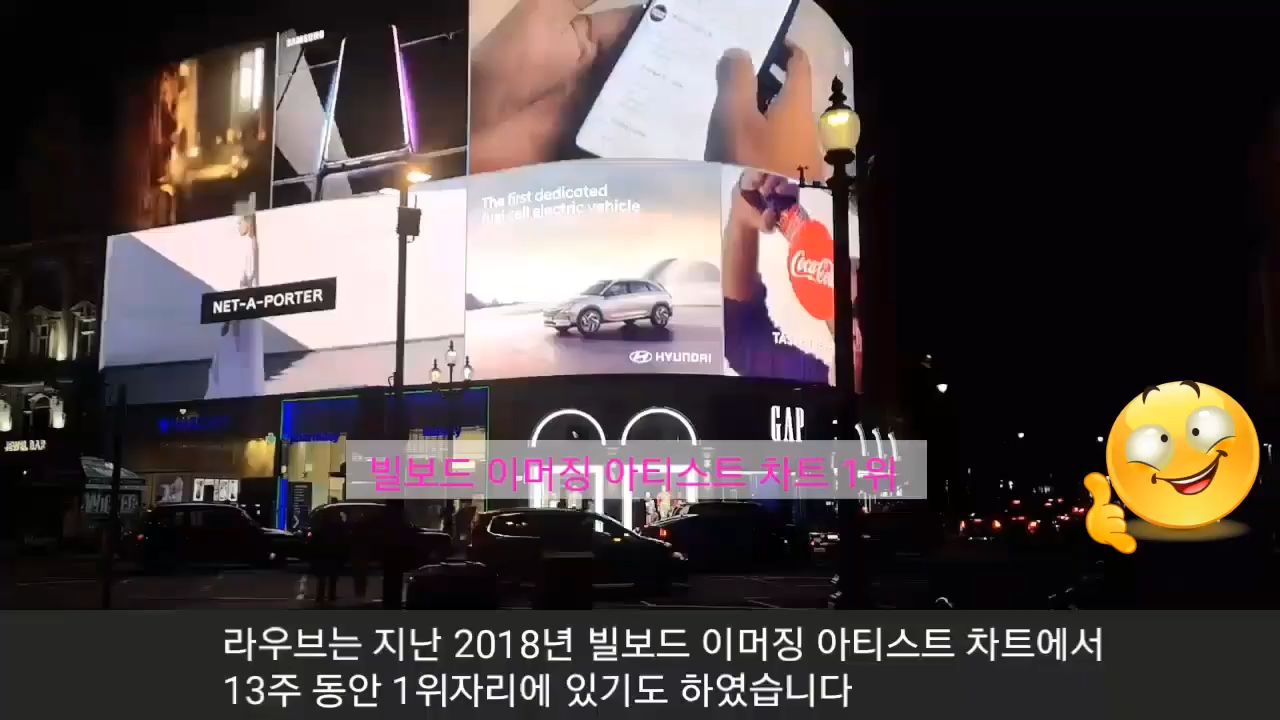 SAMSUNG
The first dedicated
fuel cell electric vehicle
NET-A-PORTER
Coca-Cola
HYUNDAI
GAP
JEWEL BAR
빌보드 이머징 아티스트 차트 1위
라우브는 지난 2018년 빌보드 이머징 아티스트 차트에서
13주 동안 1위자리에 있기도 하였습니다